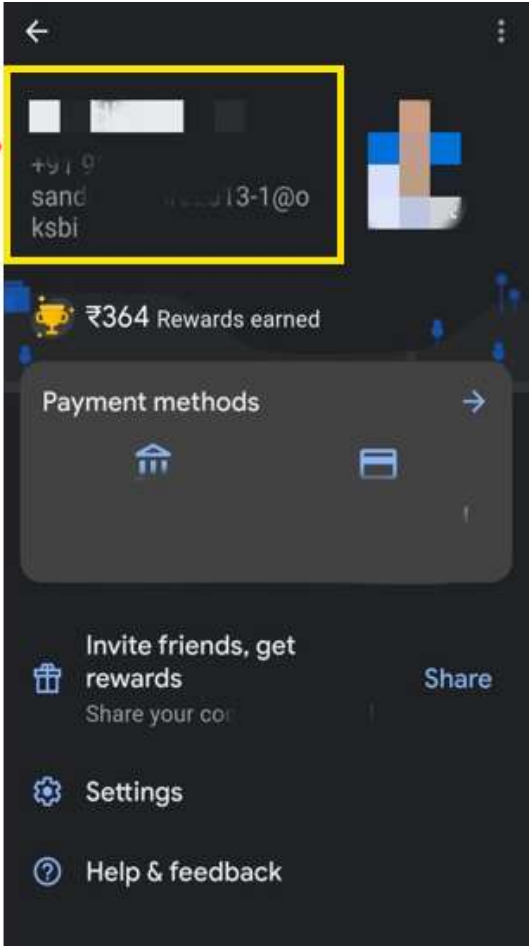 +91 9
sand 13-1@o
ksbi
₹364 Rewards earned
Payment methods
Invite friends, get
rewards
Share
Share your
Settings
Help & feedback